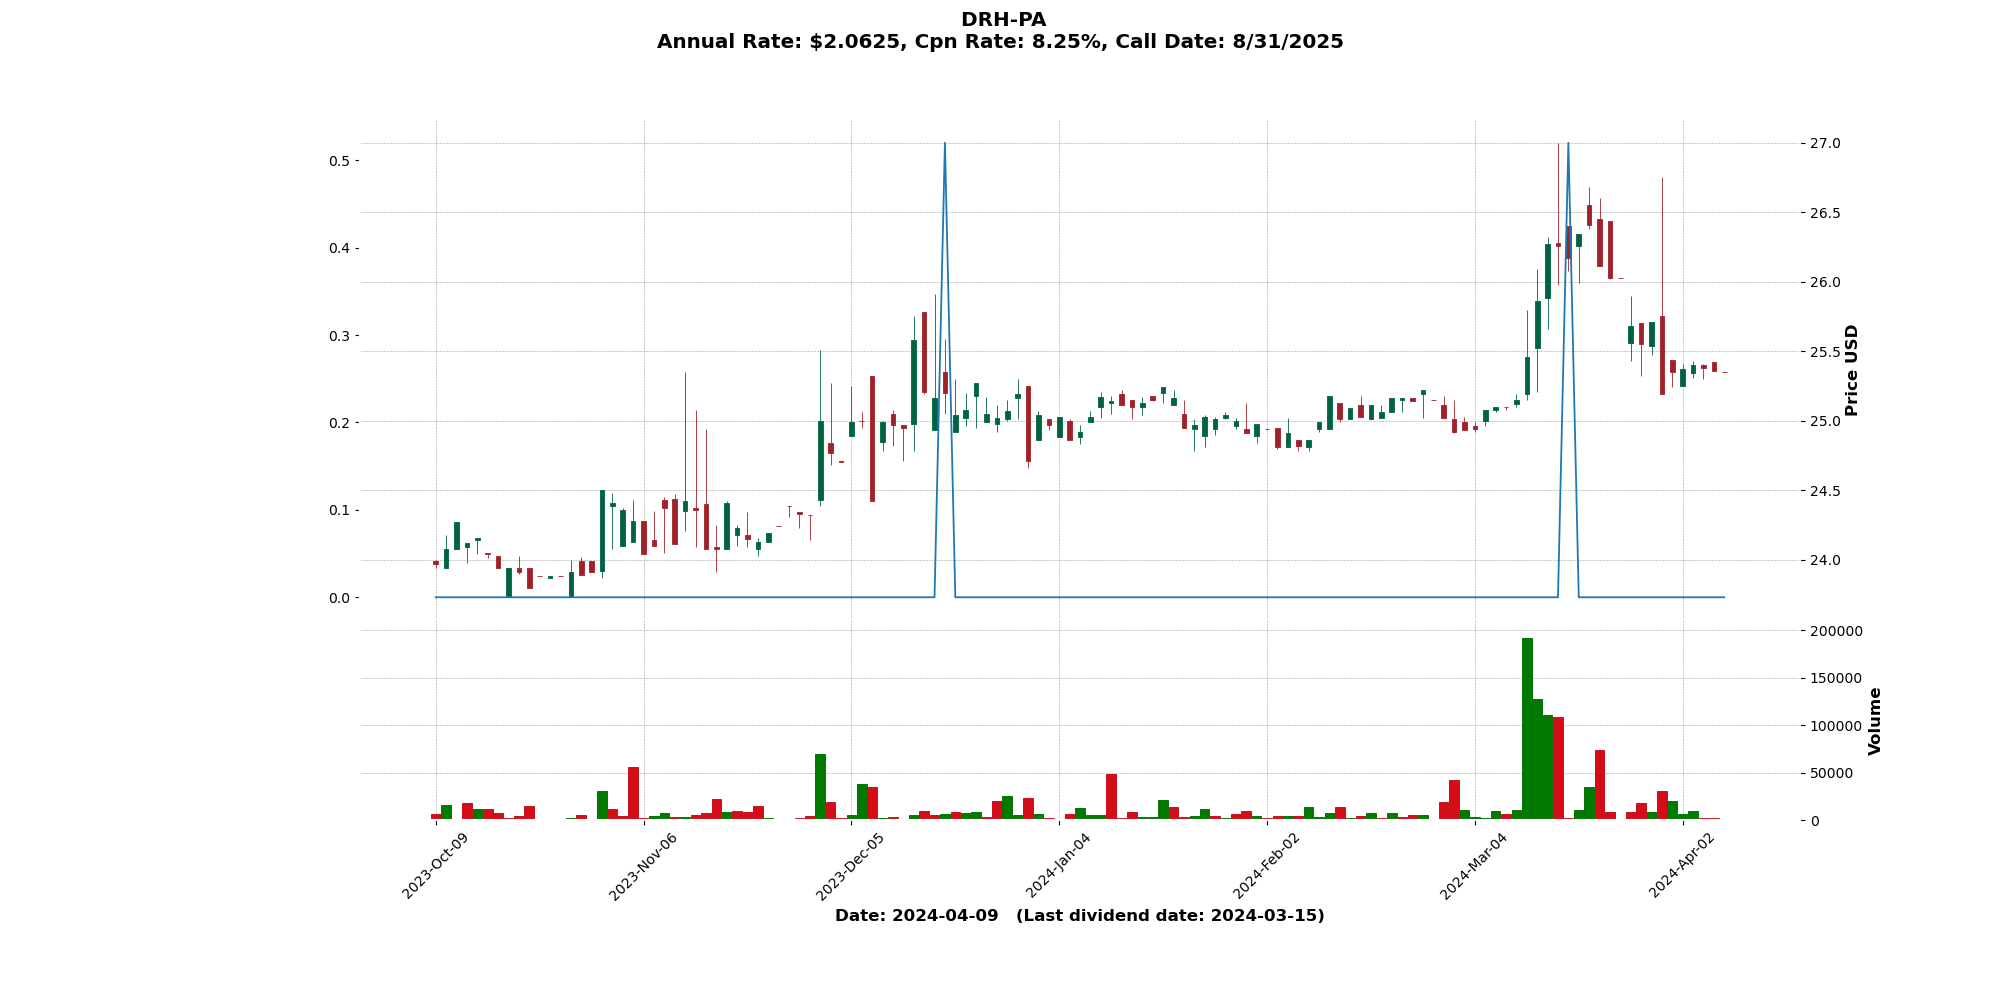 DRH-PA
Annual Rate: $2.0625, Cpn Rate: 8.25%, Call Date: 8/31/2025
0.5
0.4
0.3
0.2
0.1
0.0
27.0
26.5
26.0
25.5
25.0
24.5
24.0
Price USD
200000
150000
100000
50000
0
Volume
2023-Oct-09
2023-Nov-06
2023-Dec-05
2024-Jan-04
2024-Feb-02
2024-Mar-04
2024-Apr-02
Date: 2024-04-09 (Last dividend date: 2024-03-15)